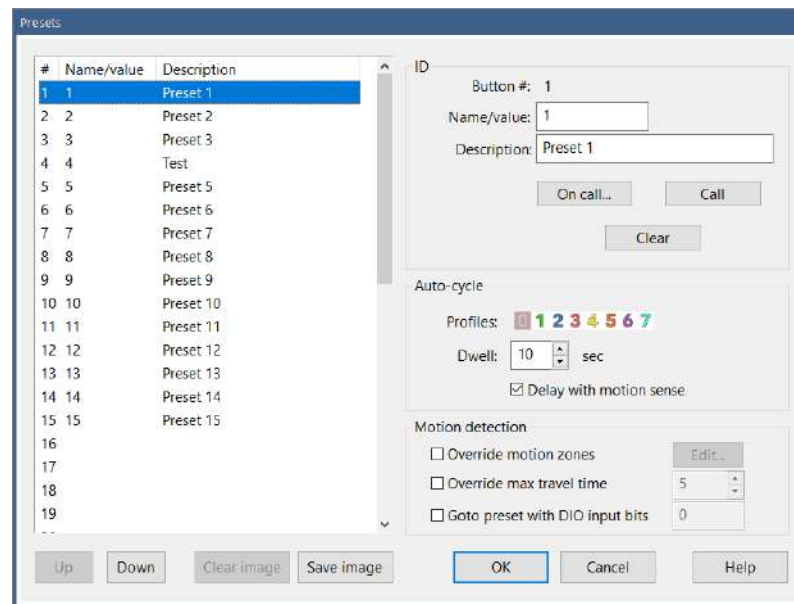 Presets
# Name/value Description
1 1 Preset 1
2 2 Preset 2
3 3 Preset 3
4 4 Test
5 5 Preset 5
6 6 Preset 6
7 7 Preset 7
8 8 Preset 8
9 9 Preset 9
10 10 Preset 10
11 11 Preset 11
12 12 Preset 12
13 13 Preset 13
14 14 Preset 14
15 15 Preset 15
16
17
18
19
Up Down Clear image Save image
ID
Button #: 1
Name/value: 1
Description: Preset 1
On call... Call
Clear
Auto-cycle
Profiles: 0 1 2 3 4 5 6 7
Dwell: 10 sec
Delay with motion sense
Motion detection
Override motion zones Edit...
Override max travel time 5
Goto preset with DIO input bits 0
OK Cancel Help